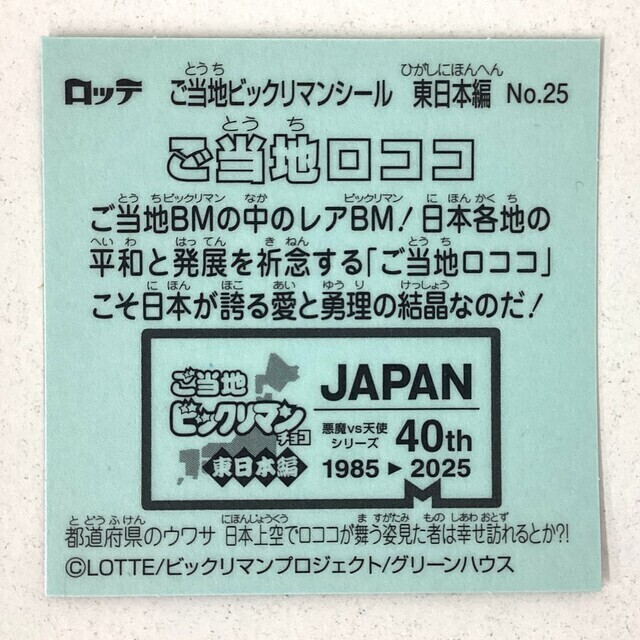 ロッテ ご当地ビックリマンシール 東日本編 No.25
とうち ひがしにほんへん
ご当地ロココ
とうち
ご当地BMの中のレアBM!日本各地の
とうちビックリマン なか ビックリマン にほんかくち
平和と発展を祈念する「ご当地ロココ」
へいわ はってん きねん とうち
こそ日本が誇る愛と勇理の結晶なのだ!
にほん ほこ あい ゆうり けっしょう
ご当地
ビックリマン
チョコ
東日本編
JAPAN
悪魔vs天使
シリーズ 40th
1985 ▶ 2025
都道府県のウワサ 日本上空でロココが舞う姿見た者は幸せ訪れるとか?!
とどうふけん にほんじょうくう ま すがたみ もの しあわ おとず
©LOTTE/ビックリマンプロジェクト/グリーンハウス